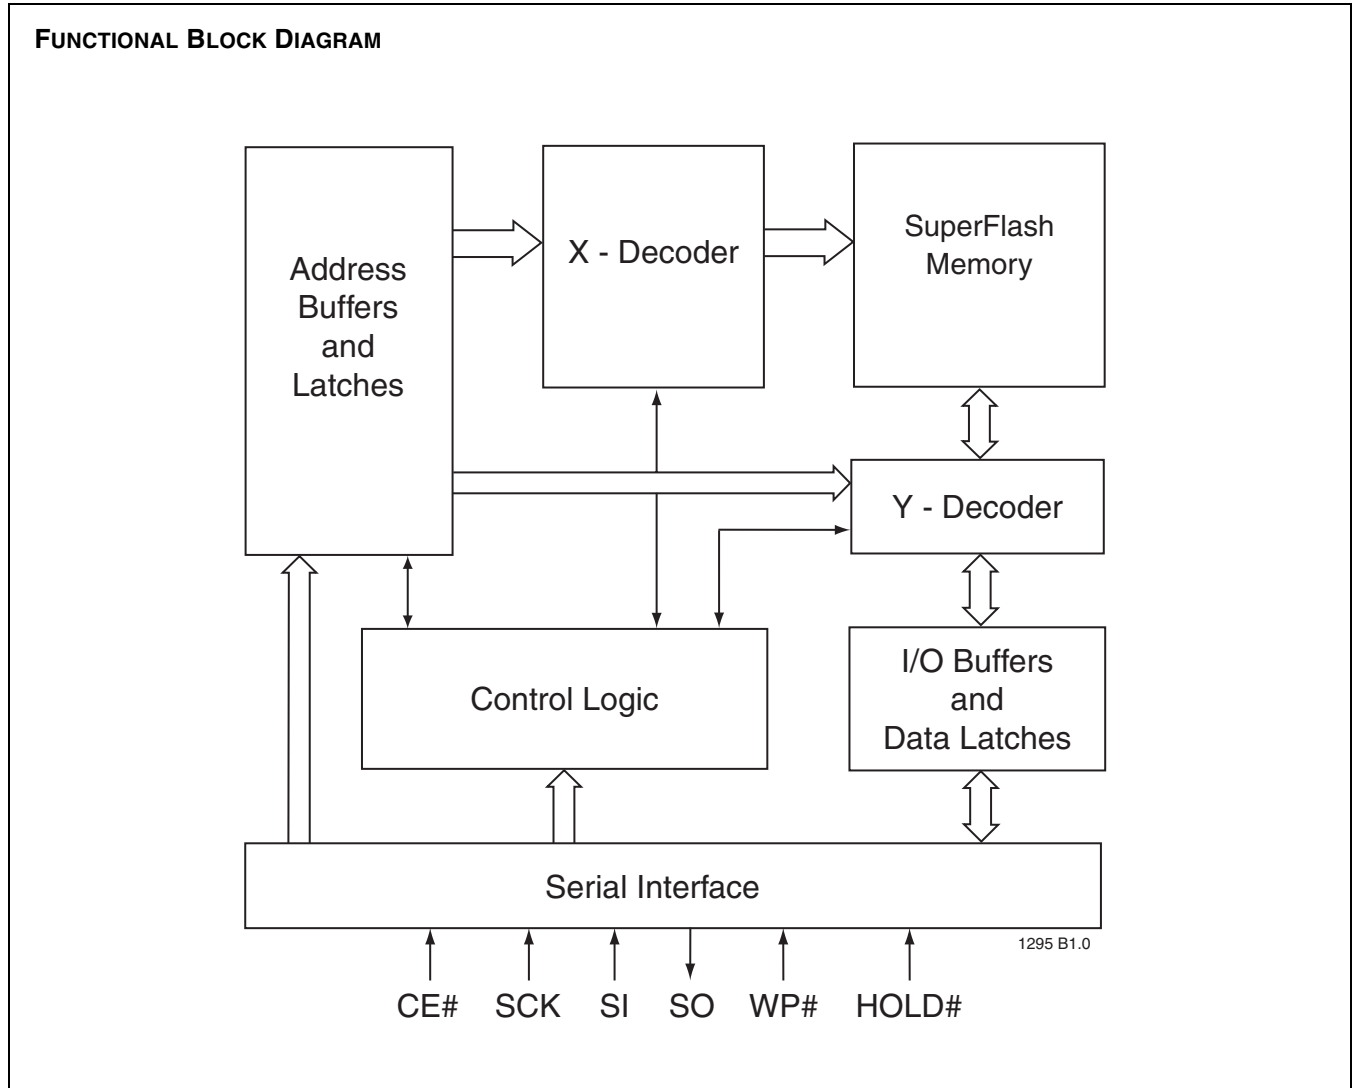 FUNCTIONAL BLOCK DIAGRAM
Address
Buffers
and
Latches
X - Decoder
SuperFlash
Memory
Y - Decoder
Control Logic
I/O Buffers
and
Data Latches
Serial Interface
1295 B1.0
CE# SCK SI SO WP# HOLD#